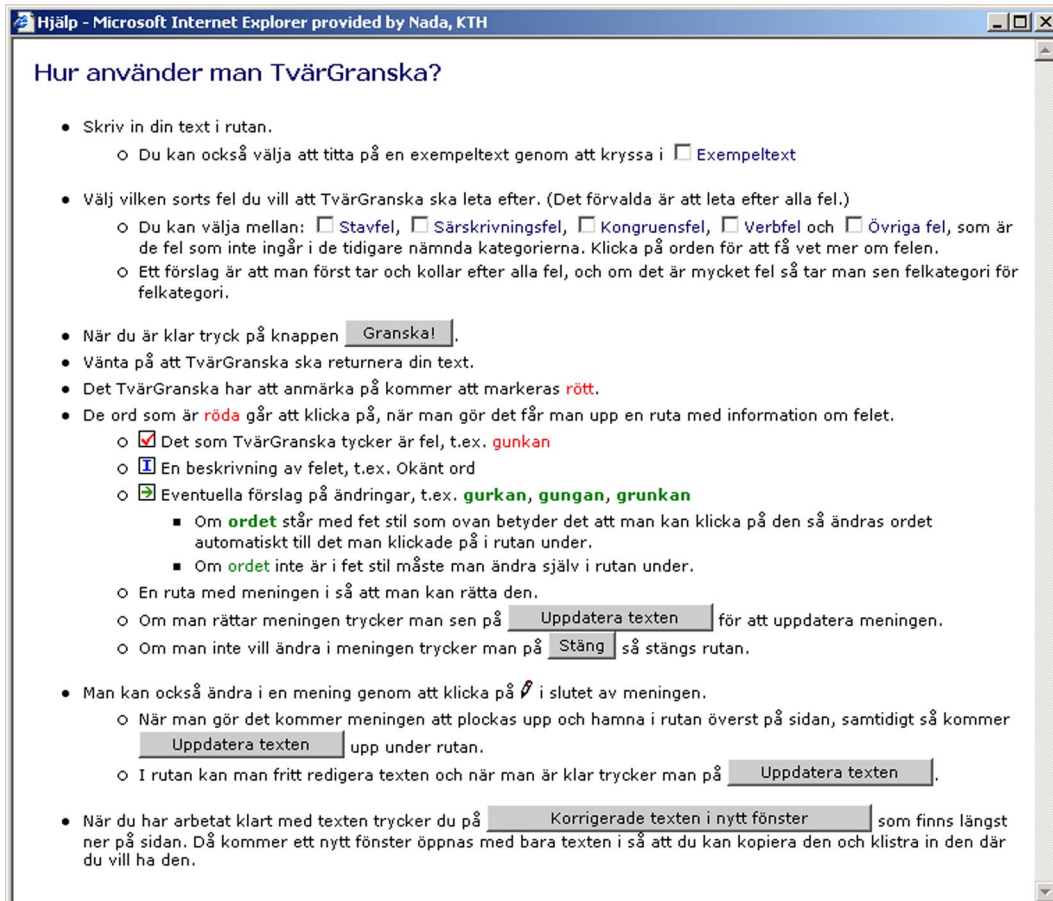 Hjälp - Microsoft Internet Explorer provided by Nada, KTH
Hur använder man TvärGranska?
Skriv in din text i rutan.
Du kan också välja att titta på en exempeltext genom att kryssa i Exempeltext
Välj vilken sorts fel du vill att TvärGranska ska leta efter. (Det förvalda är att leta efter alla fel.)
Du kan välja mellan: Stavfel, Särskrivningsfel, Kongruensfel, Verbfel och Övriga fel, som är
de fel som inte ingår i de tidigare nämnda kategorierna. Klicka på orden för att få vet mer om felen.
Ett förslag är att man först tar och kollar efter alla fel, och om det är mycket fel så tar man sen felkategori för
felkategori.
När du är klar tryck på knappen Granska!.
Vänta på att TvärGranska ska returnera din text.
Det TvärGranska har att anmärka på kommer att markeras rött.
De ord som är röda går att klicka på, när man gör det får man upp en ruta med information om felet.
Det som TvärGranska tycker är fel, t.ex. gunkan
I En beskrivning av felet, t.ex. Okänt ord
Eventuella förslag på ändringar, t.ex. gurkan, gungan, grunkan
Om ordet står med fet stil som ovan betyder det att man kan klicka på den så ändras ordet
automatiskt till det man klickade på i rutan under.
Om ordet inte är i fet stil måste man ändra själv i rutan under.
En ruta med meningen i så att man kan rätta den.
Om man rättar meningen trycker man sen på Uppdatera texten för att uppdatera meningen.
Om man inte vill ändra i meningen trycker man på Stäng så stängs rutan.
Man kan också ändra i en mening genom att klicka på i slutet av meningen.
När man gör det kommer meningen att plockas upp och hamna i rutan överst på sidan, samtidigt så kommer
Uppdatera texten upp under rutan.
I rutan kan man fritt redigera texten och när man är klar trycker man på Uppdatera texten.
När du har arbetat klart med texten trycker du på Korrigerade texten i nytt fönster som finns längst
ner på sidan. Då kommer ett nytt fönster öppnas med bara texten i så att du kan kopiera den och klistra in den där
du vill ha den.